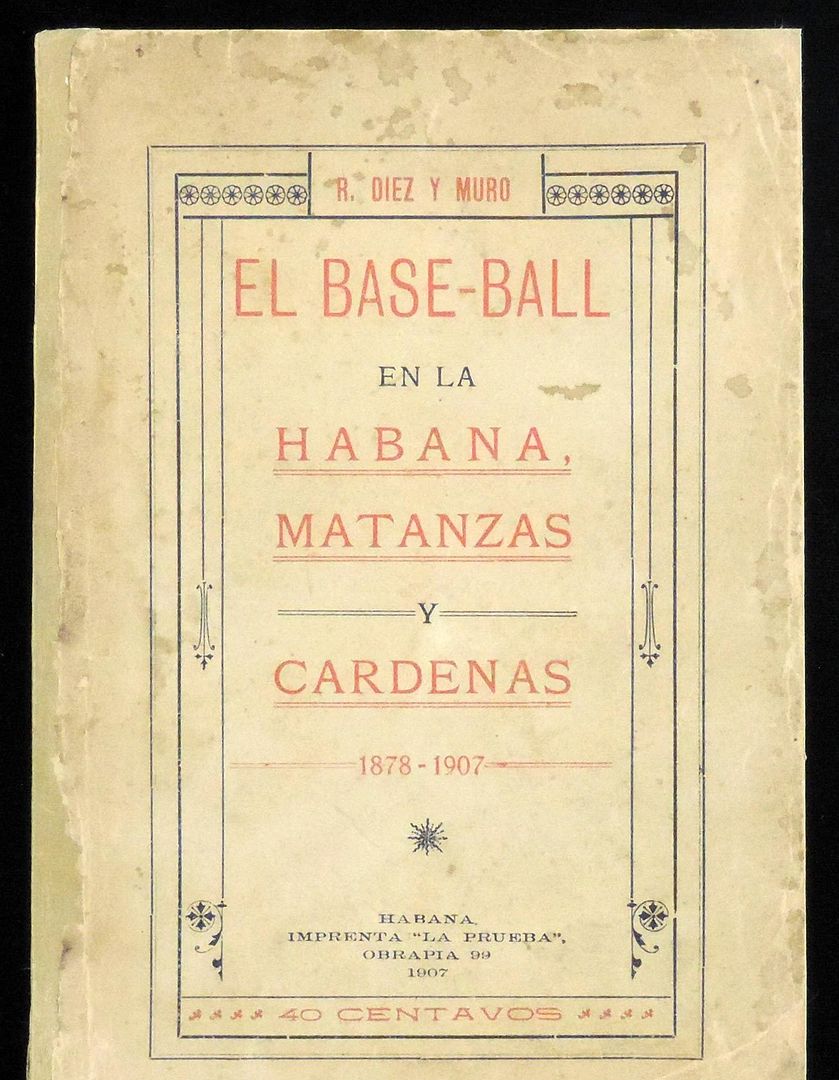 R. DIEZ Y MURO
EL BASE-BALL
EN LA
HABANA,
MATANZAS
Y
CARDENAS
1878 - 1907
HABANA
IMPRENTA "LA PRUEBA",
OBRAPIA 99
1907
40 CENTAVOS